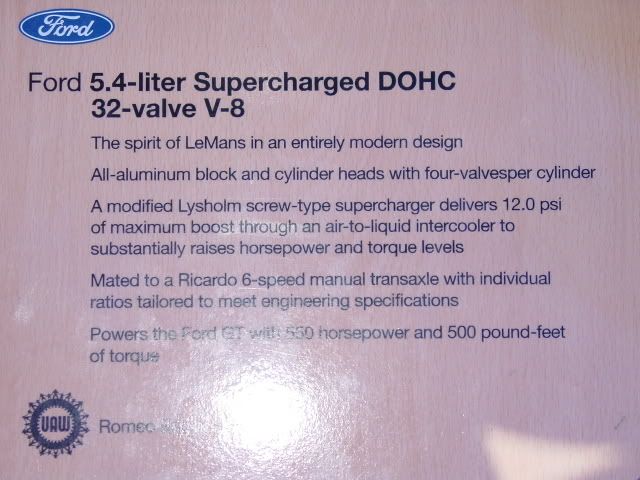 Ford
Ford 5.4-liter Supercharged DOHC
32-valve V-8
The spirit of LeMans in an entirely modern design
All-aluminum block and cylinder heads with four-valvesper cylinder
A modified Lysholm screw-type supercharger delivers 12.0 psi
of maximum boost through an air-to-liquid intercooler to
substantially raises horsepower and torque levels
Mated to a Ricardo 6-speed manual transaxle with individual
ratios tailored to meet engineering specifications
Powers the Ford GT with 550 horsepower and 500 pound-feet
of torque
UAW
Romeo